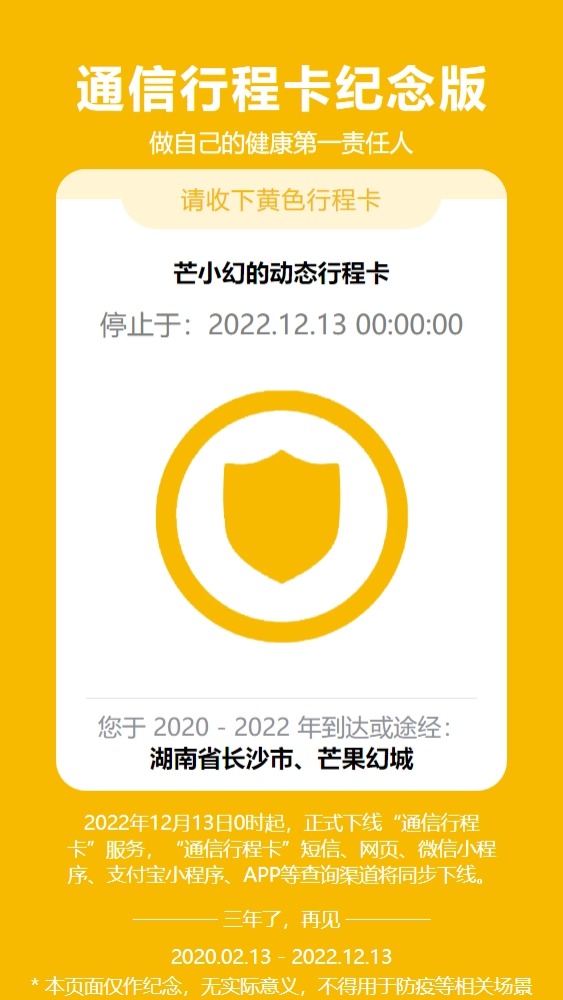 通信行程卡纪念版
做自己的健康第一责任人
请收下黄色行程卡
芒小幻的动态行程卡
停止于：2022.12.13 00:00:00
您于 2020 - 2022 年到达或途经：
湖南省长沙市、芒果幻城
2022年12月13日0时起，正式下线“通信行程
卡”服务，“通信行程卡”短信、网页、微信小程
序、支付宝小程序、APP等查询渠道将同步下线。
三年了，再见
2020.02.13 - 2022.12.13
* 本页面仅作纪念，无实际意义，不得用于防疫等相关场景